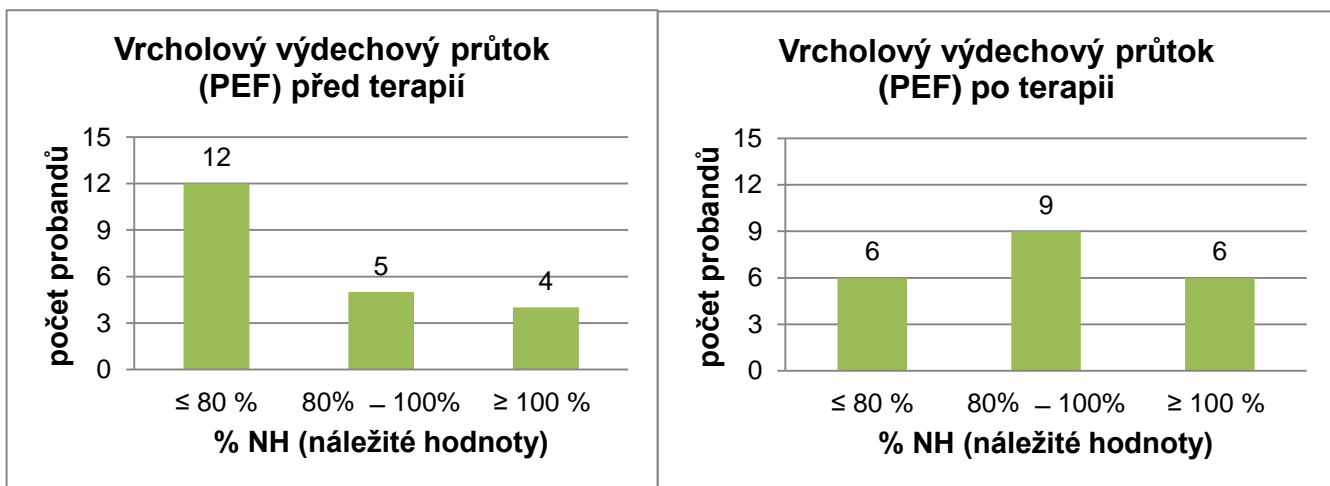 Vrcholový výdechový průtok
(PEF) před terapií
počet probandů
15
12
9
6
3
0
12
5
4
≤ 80 %
80% – 100%
≥ 100 %
% NH (náležité hodnoty)
Vrcholový výdechový průtok
(PEF) po terapii
počet probandů
15
12
9
6
3
0
6
9
6
≤ 80 %
80% – 100%
≥ 100 %
% NH (náležité hodnoty)